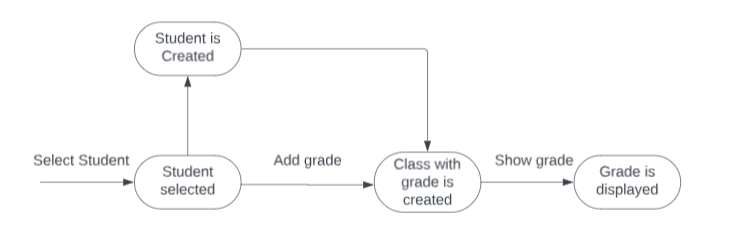 Student is
Created
Select Student
Student
selected
Add grade
Class with
grade is
created
Show grade
Grade is
displayed